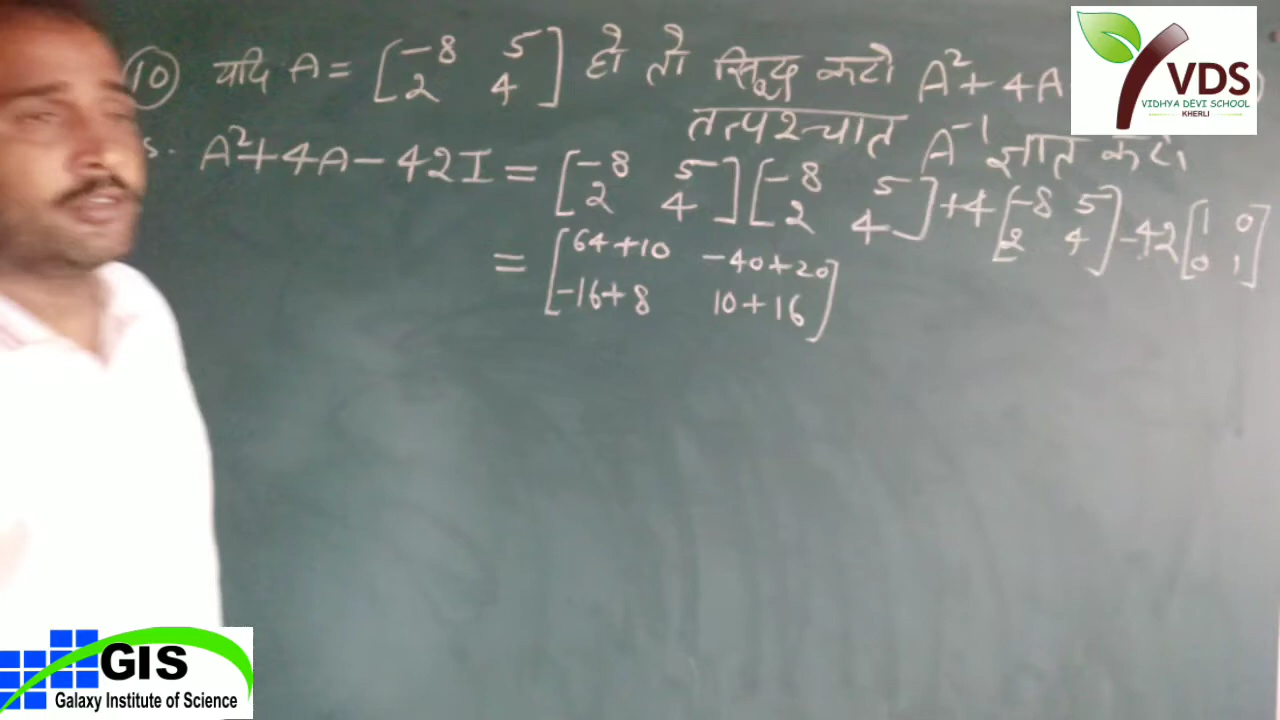 10 यदि A = [-8 5 2 4] हो तो सिद्ध करो A²+4A
तत्पश्चात A⁻¹ ज्ञात करो
S. A²+4A-42I = [-8 5 2 4] [-8 5 2 4] +4 [-8 5 2 4] -42 [1 0 0 1]
= [64+10 -40+20 -16+8 10+16]
VDS
VIDHYA DEVI SCHOOL
KHERLI
GIS
Galaxy Institute of Science